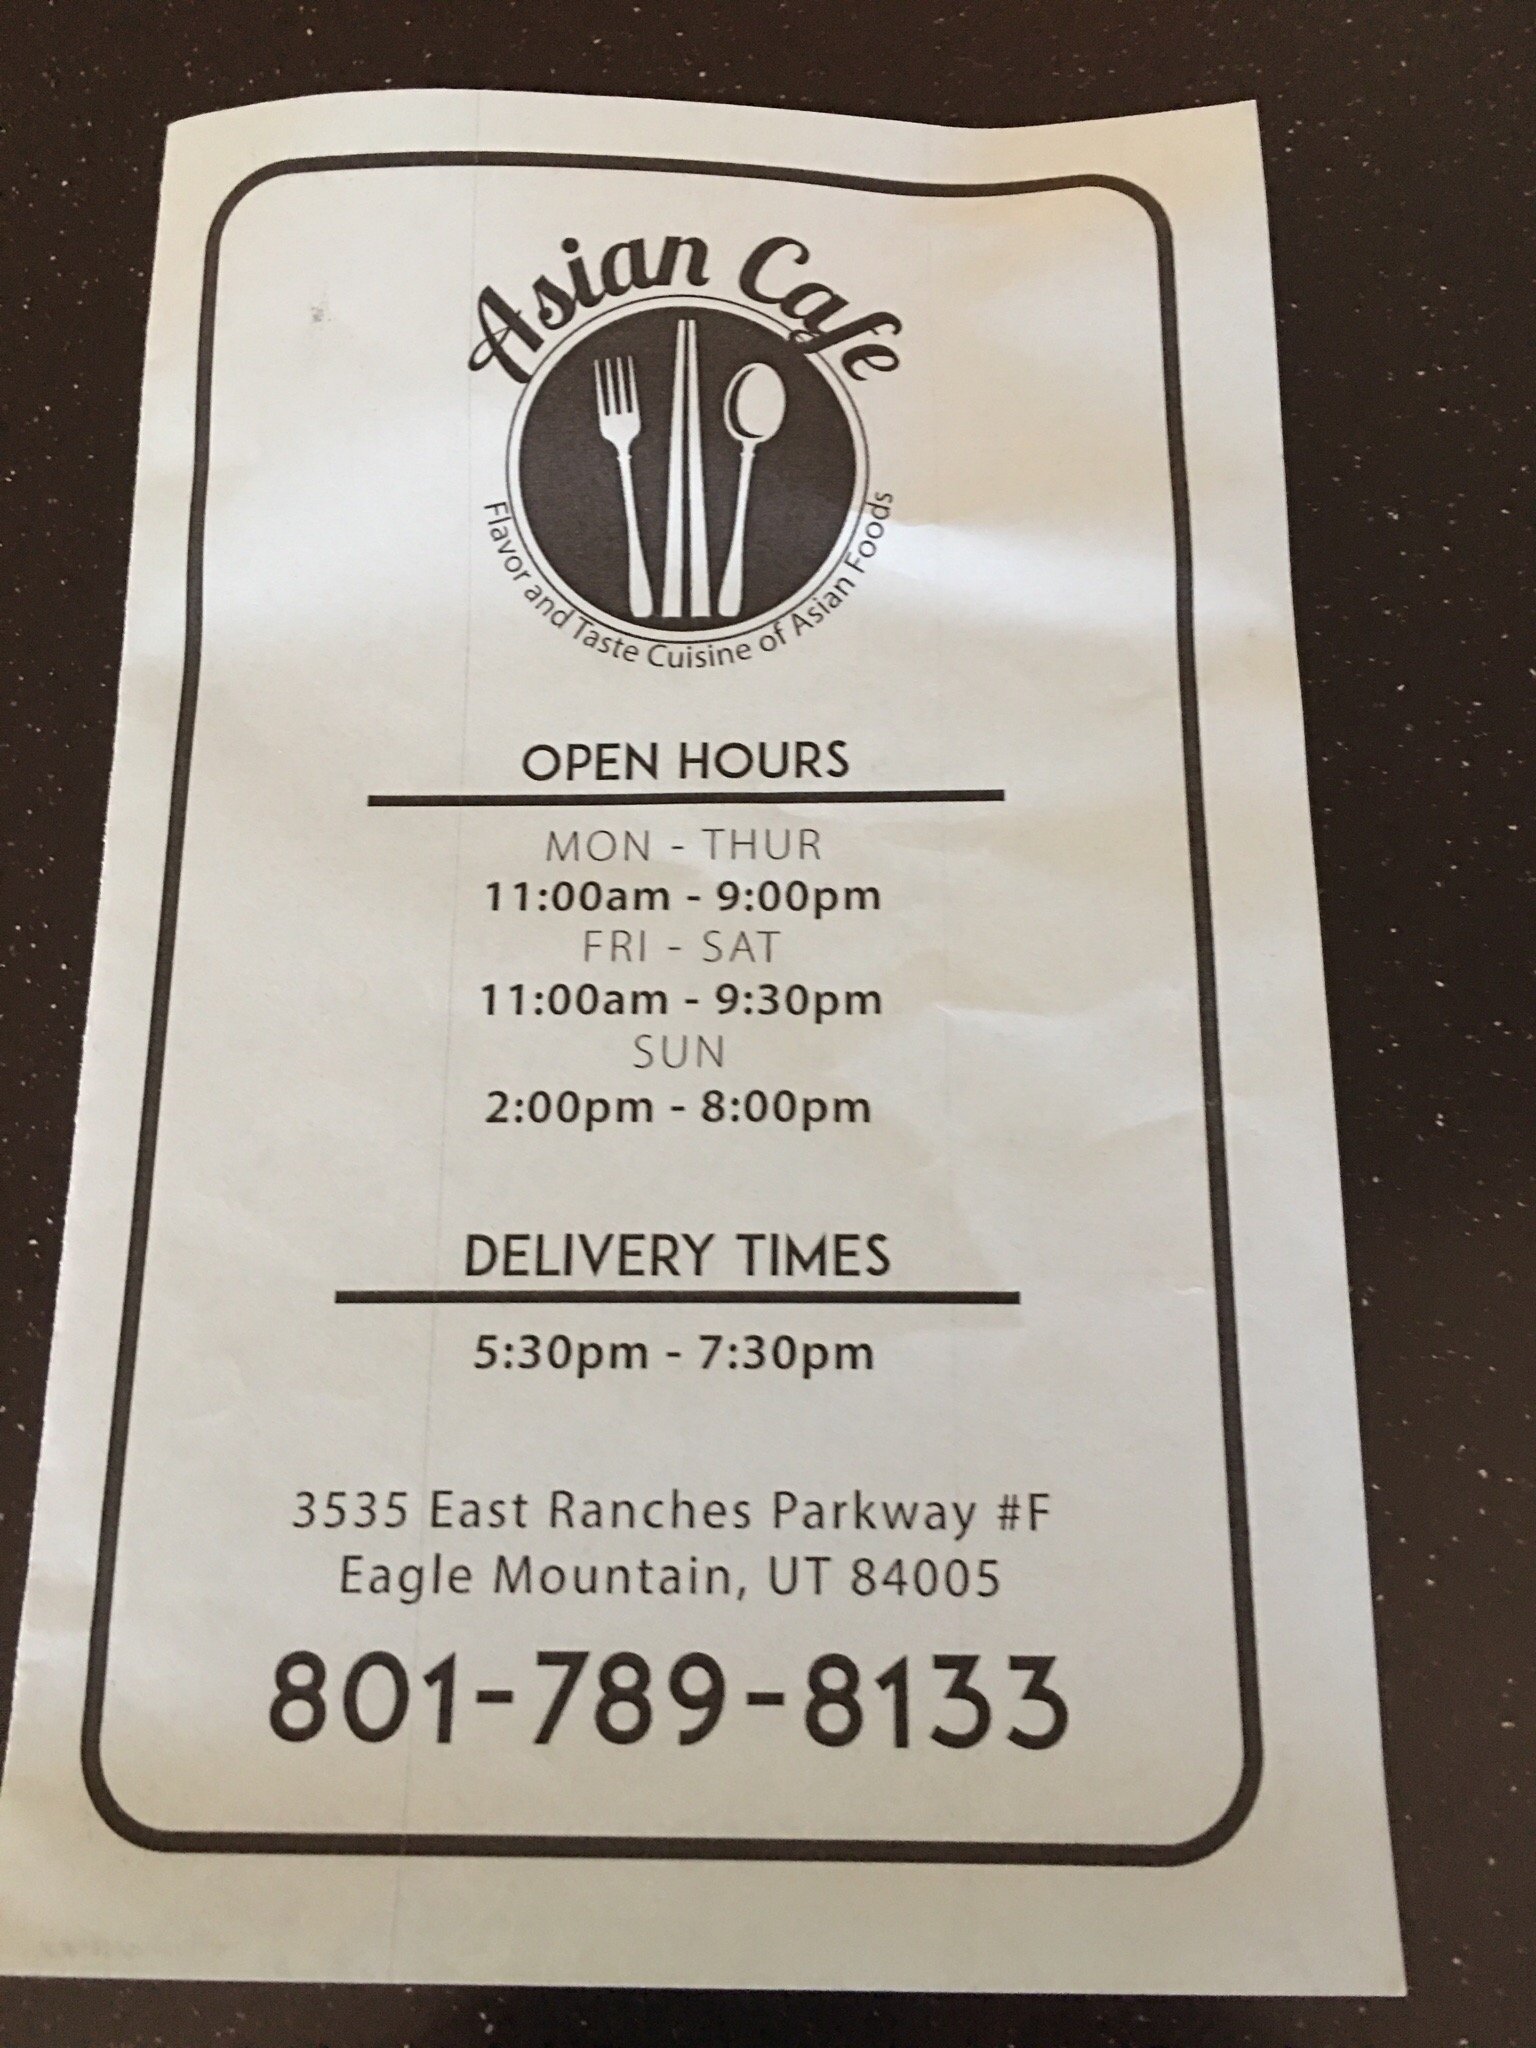 Asian Cafe
Flavor and Taste Cuisine of Asian Foods
OPEN HOURS
MON - THUR
11:00am - 9:00pm
FRI - SAT
11:00am - 9:30pm
SUN
2:00pm - 8:00pm
DELIVERY TIMES
5:30pm - 7:30pm
3535 East Ranches Parkway #F
Eagle Mountain, UT 84005
801-789-8133